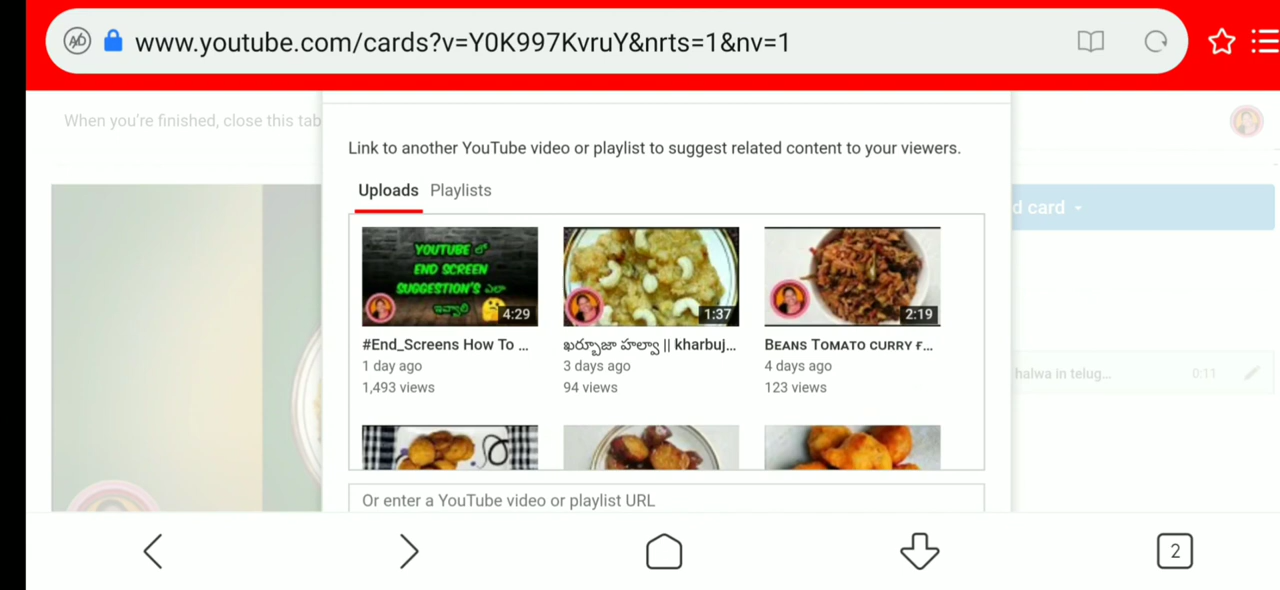 www.youtube.com/cards?v=Y0K997KvruY&nrts=1&nv=1
When you're finished, close this tab
Link to another YouTube video or playlist to suggest related content to your viewers.
Uploads Playlists
d card
YOUTUBE లో
END SCREEN
SUGGESTION'S ఎలా
ఇవ్వాలి
4:29
1:37
2:19
#End_Screens How To ...
1 day ago
1,493 views
ఖర్బూజా హల్వా || kharbuj...
3 days ago
94 views
BEANS TOMATO CURRY F...
4 days ago
123 views
halwa in telug... 0:11
Or enter a YouTube video or playlist URL
2